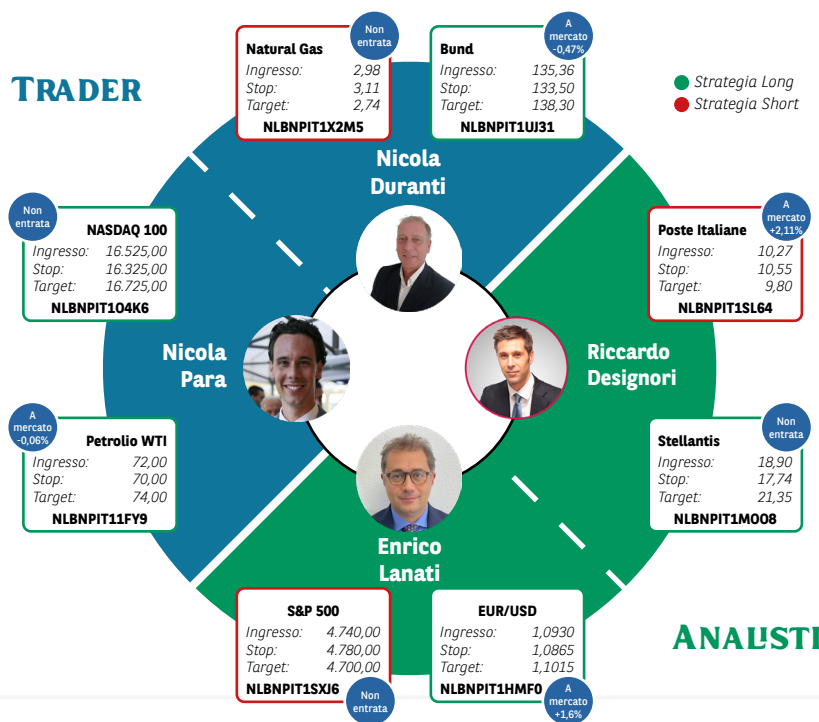 TRADER
Non
entrata
Natural Gas
Ingresso: 2,98
Stop: 3,11
Target: 2,74
NLBNPIT1X2M5
A
mercato
-0,47%
Bund
Ingresso: 135,36
Stop: 133,50
Target: 138,30
NLBNPIT1UJ31
Strategia Long
Strategia Short
Nicola
Duranti
Non
entrata
NASDAQ 100
Ingresso: 16.525,00
Stop: 16.325,00
Target: 16.725,00
NLBNPIT1O4K6
A
mercato
+2,11%
Poste Italiane
Ingresso: 10,27
Stop: 10,55
Target: 9,80
NLBNPIT1SL64
Nicola
Para
Riccardo
Designori
A
mercato
-0,06%
Petrolio WTI
Ingresso: 72,00
Stop: 70,00
Target: 74,00
NLBNPIT11FY9
Non
entrata
Stellantis
Ingresso: 18,90
Stop: 17,74
Target: 21,35
NLBNPIT1MOO8
Enrico
Lanati
S&P 500
Ingresso: 4.740,00
Stop: 4.780,00
Target: 4.700,00
NLBNPIT1SXJ6
Non
entrata
EUR/USD
Ingresso: 1,0930
Stop: 1,0865
Target: 1,1015
NLBNPIT1HMF0
A
mercato
+1,6%
ANALISTI